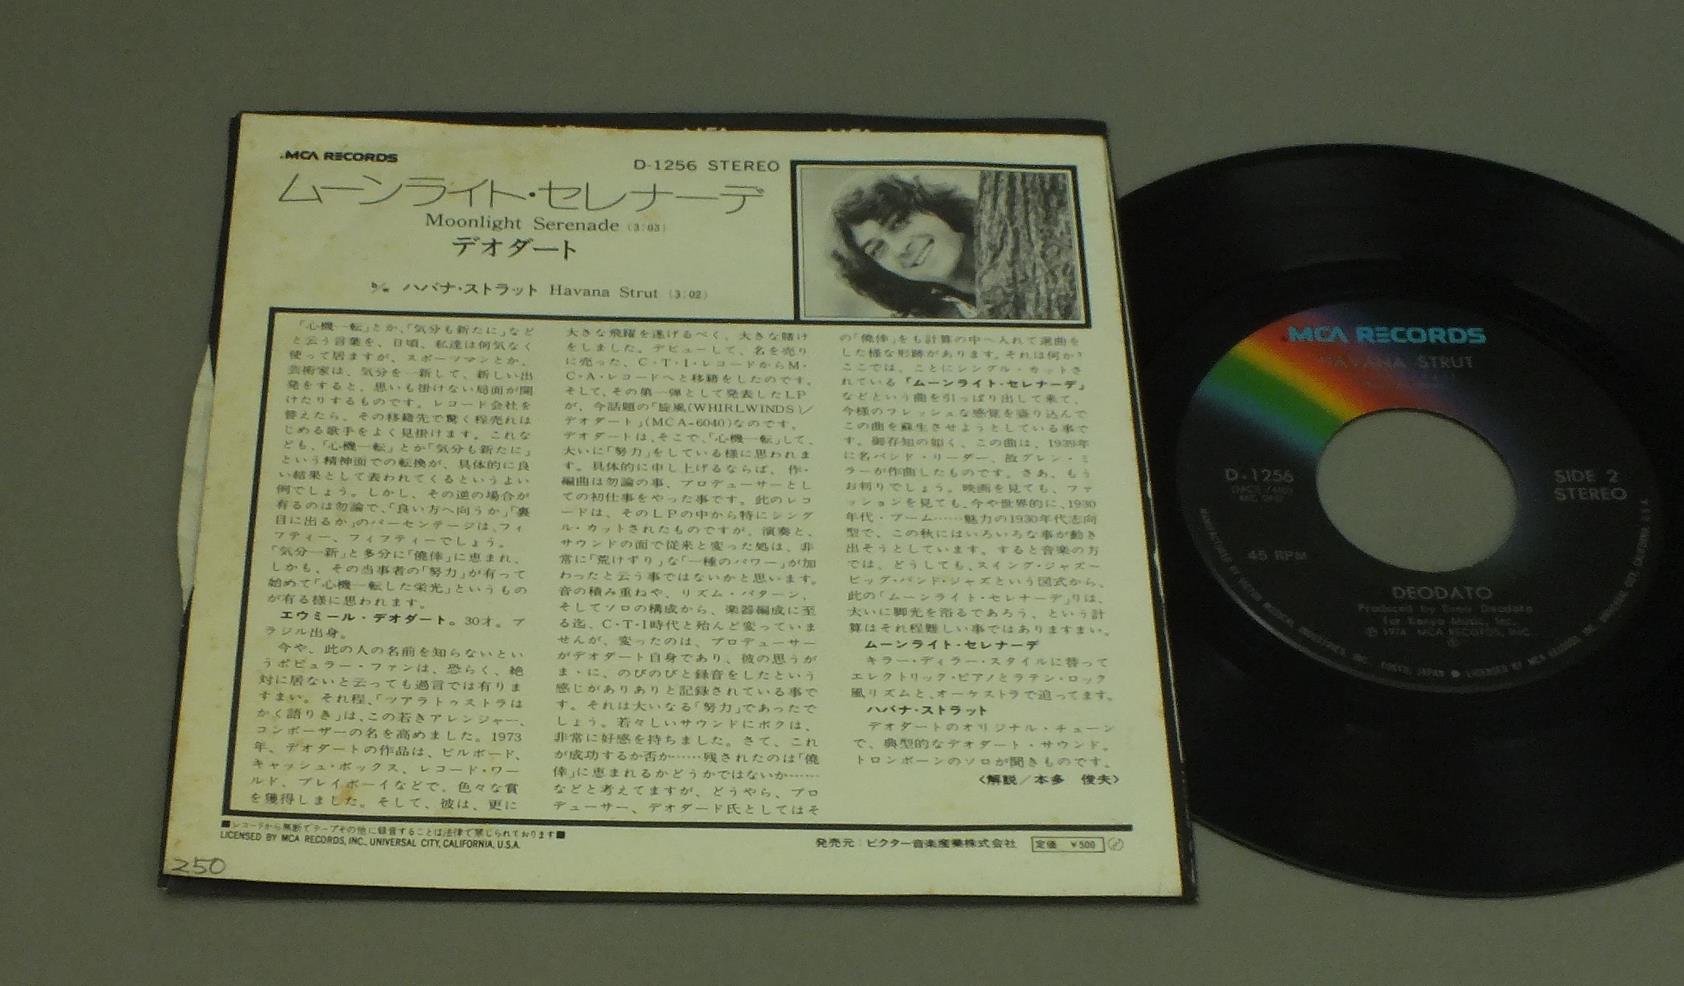 MCA RECORDS
D-1256 STEREO
ムーンライト・セレナーデ
Moonlight Serenade (3:03)
デオダート
b/w ハバナ・ストラット Havana Strut (3:02)
「心機一転」とか、「気分も新たに」など
と云う言葉を、日頃、私達は何気なく
使って居ますが、スポーツマンとか、
芸術家は、気分を一新して、新しい出
発をすると、思いも掛けない局面が開
けたりするものです。レコード会社を
替えたら、その移籍先で驚く程売れは
じめる歌手をよく見掛けます。これな
ども、「心機一転」とか「気分も新たに」
という精神面での転換が、具体的に良
い結果として表われてくるというよい
例でしょう。しかし、その逆の場合が
有るのは勿論で、「良い方へ向うか」「裏
目に出るか」のパーセンテージは、フィ
フティー、フィフティーでしょう。
「気分一新」と多分に「僥倖」に恵まれ、
しかも、その当事者の「努力」が有って
始めて「心機一転した栄光」というもの
が有る様に思われます。
エウミール・デオダート。30才。ブ
ラジル出身。
今や、此の人の名前を知らないとい
うポピュラー・ファンは、恐らく、絶
対に居ないと云っても過言では有りま
すまい。それ程、「ツアラトゥストラは
かく語りき」は、この若きアレンジャー、
コンポーザーの名を高めました。1973
年、デオダートの作品は、ビルボード、
キャッシュ・ボックス、レコード・ワー
ルド、プレイボーイなどで、色々な賞
を獲得しました。そして、彼は、更に
大きな飛躍を遂げるべく、大きな賭け
をしました。デビューして、名を売り
に売った、C・T・I・レコードからM・
C・A・レコードへと移籍をしたのです。
そして、その第一弾として発表したLP
が、今話題の「旋風(WHIRLWINDS)/
デオダート」(MCA-6040)なのです。
デオダートは、そこで、「心機一転」して、
大いに「努力」をしている様に思われま
す。具体的に申し上げるならば、作・
編曲は勿論の事、プロデューサーとし
ての初仕事をやった事です。此のレコ
ードは、そのLPの中から特にシング
ル・カットされたものですが、演奏と、
サウンドの面で従来と変った処は、非
常に「荒けずり」な「一種のパワー」が加
わったと云う事ではないかと思います。
音の積み重ねや、リズム・パターン、
そしてソロの構成から、楽器編成に至
る迄、C・T・I時代と殆んど変っていま
せんが、変ったのは、プロデューサー
がデオダート自身であり、彼の思うが
ま・に、のびのびと録音をしたという
感じがありありと記録されている事で
す。それは大いなる「努力」であったで
しょう。若々しいサウンドにボクは、
非常に好感を持ちました。さて、これ
が成功するか否か……残されたのは「僥
倖」に恵まれるかどうかではないか……
などと考えてますが、どうやら、プロ
デューサー、デオダード氏としてはそ
の「僥倖」をも計算の中へ入れて選曲を
した様な形跡があります。それは何か?
ここでは、ことにシングル・カットさ
れている「ムーンライト・セレナーデ」
などという曲を引っぱり出して来て、
今様のフレッシュな感覚を盛り込んで
この曲を蘇生させようとしている事で
す。御存知の如く、この曲は、1939年
に名バンド・リーダー、故グレン・ミ
ラーが作曲したものです。さあ、もう
お判りでしょう。映画を見ても、ファ
ッションを見ても、今や世界的に、1930
年代・ブーム……魅力の1930年代志向
型で、この秋にはいろいろな事が動き
出そうとしています。すると音楽の方
では、どうしても、スイング・ジャズ―
ビッグ・バンド・ジャズという図式から、
此の「ムーンライト・セレナーデ」は、
大いに脚光を浴るであろう、という計
算はそれ程難しい事ではありますまい。
ムーンライト・セレナーデ
キラー・ディラー・スタイルに替って
エレクトリック・ピアノとラテン・ロック
風リズムと、オーケストラで迫ってます。
ハバナ・ストラット
デオダートのオリジナル・チューン
で、典型的なデオダート・サウンド。
トロンボーンのソロが聞きものです。
〈解説/本多 俊夫〉
■レコードから無断でテープその他に録音することは法律で禁じられております■
LICENSED BY MCA RECORDS, INC., UNIVERSAL CITY, CALIFORNIA, U.S.A.
発売元：ビクター音楽産業株式会社 定価 ¥500
250
MCA RECORDS
HAVANA STRUT
D-1256
SIDE 2
STEREO
45 RPM
DEODATO
Produced by Eumir Deodato
for Kenya Music, Inc.
Ⓟ 1974 MCA RECORDS, INC.
MANUFACTURED BY VICTOR MUSICAL INDUSTRIES, INC. TOKYO, JAPAN ● LICENSED BY MCA RECORDS INC. UNIVERSAL CITY, CALIFORNIA U.S.A.